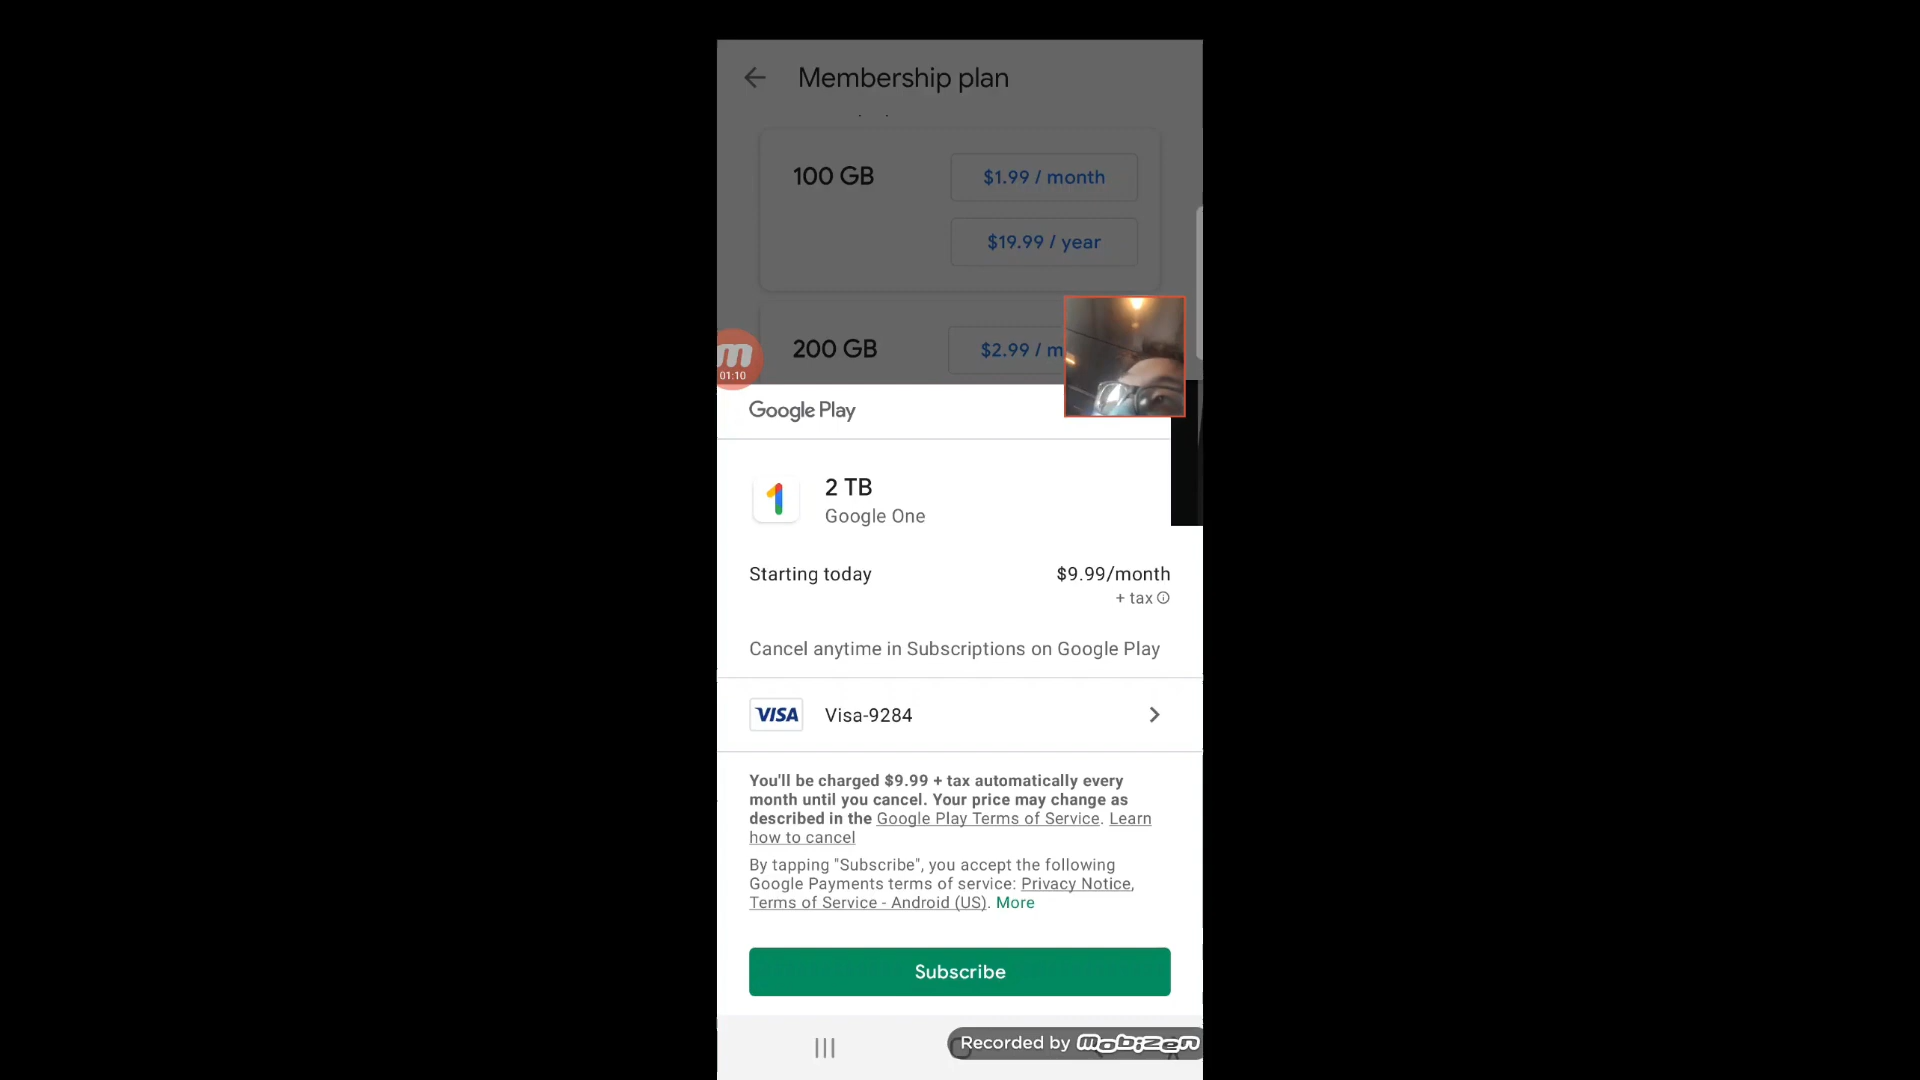 Membership plan
100 GB
$1.99 / month
$19.99 / year
200 GB
$2.99 / m
01:10
Google Play
2 TB
Google One
Starting today
$9.99/month
+ tax
Cancel anytime in Subscriptions on Google Play
VISA
Visa-9284
You'll be charged $9.99 + tax automatically every
month until you cancel. Your price may change as
described in the Google Play Terms of Service. Learn
how to cancel
By tapping "Subscribe", you accept the following
Google Payments terms of service: Privacy Notice,
Terms of Service - Android (US). More
Subscribe
Recorded by mobizen